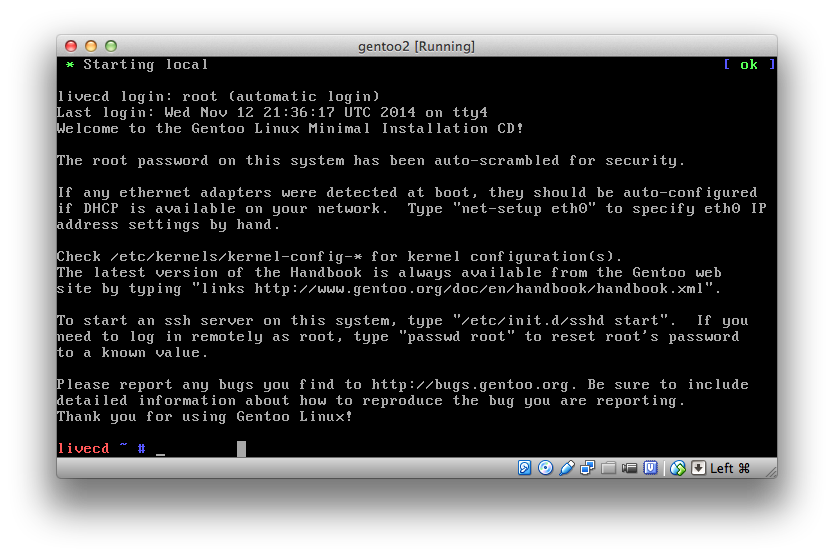 gentoo2 [Running]
* Starting local [ ok ]
livecd login: root (automatic login)
Last login: Wed Nov 12 21:36:17 UTC 2014 on tty4
Welcome to the Gentoo Linux Minimal Installation CD!
The root password on this system has been auto-scrambled for security.
If any ethernet adapters were detected at boot, they should be auto-configured
if DHCP is available on your network.  Type "net-setup eth0" to specify eth0 IP
address settings by hand.
Check /etc/kernels/kernel-config-* for kernel configuration(s).
The latest version of the Handbook is always available from the Gentoo web
site by typing "links http://www.gentoo.org/doc/en/handbook/handbook.xml".
To start an ssh server on this system, type "/etc/init.d/sshd start".  If you
need to log in remotely as root, type "passwd root" to reset root's password
to a known value.
Please report any bugs you find to http://bugs.gentoo.org. Be sure to include
detailed information about how to reproduce the bug you are reporting.
Thank you for using Gentoo Linux!
livecd ~ # _
Left ⌘